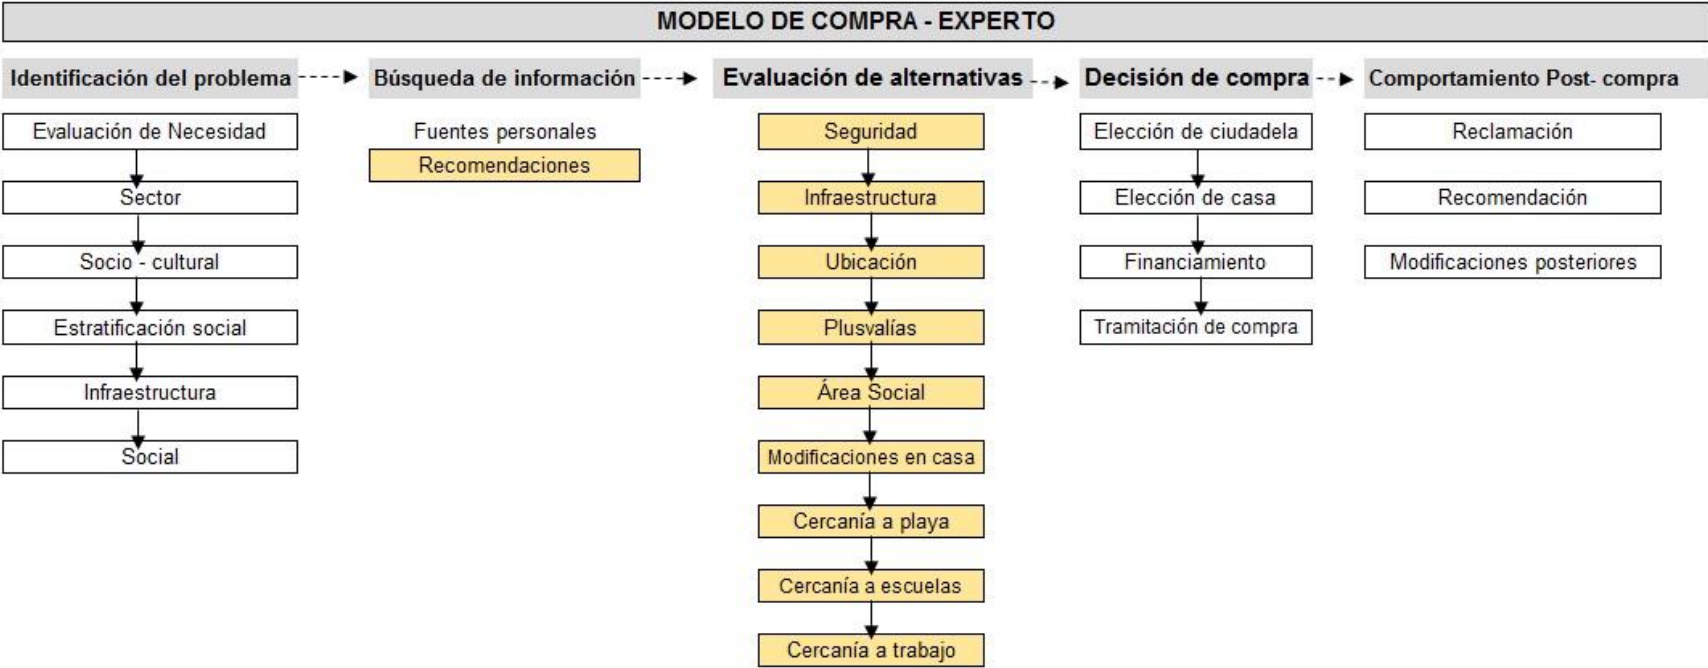 MODELO DE COMPRA - EXPERTO
Identificación del problema
Búsqueda de información
Evaluación de alternativas
Decisión de compra
Comportamiento Post- compra
Evaluación de Necesidad
Sector
Socio - cultural
Estratificación social
Infraestructura
Social
Fuentes personales
Recomendaciones
Seguridad
Infraestructura
Ubicación
Plusvalías
Área Social
Modificaciones en casa
Cercanía a playa
Cercanía a escuelas
Cercanía a trabajo
Elección de ciudadela
Elección de casa
Financiamiento
Tramitación de compra
Reclamación
Recomendación
Modificaciones posteriores